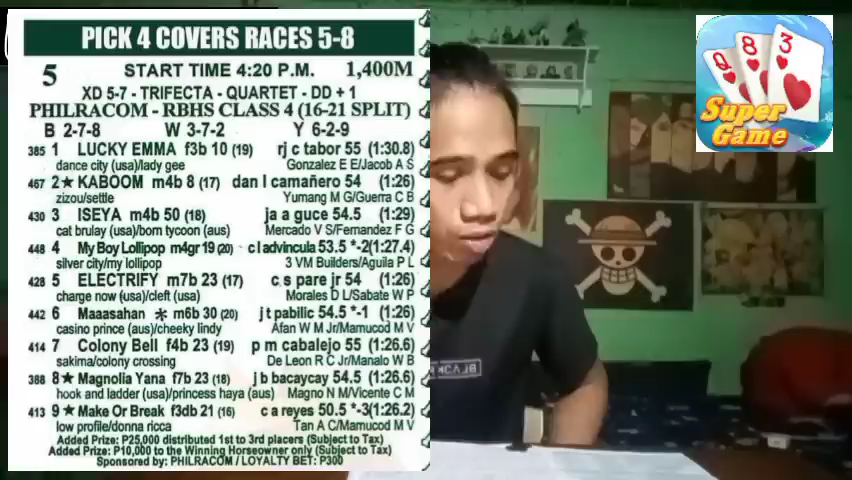 PICK 4 COVERS RACES 5-8
5 START TIME 4:20 P.M. 1,400M
XD 5-7 - TRIFECTA - QUARTET - DD + 1
PHILRACOM - RBHS CLASS 4 (16-21 SPLIT)
B 2-7-8 W 3-7-2 Y 6-2-9
385 1 LUCKY EMMA f3b 10 (19) rj c tabor 55 (1:30.8)
dance city (usa)/lady gee Gonzalez E E/Jacob A S
467 2★ KABOOM m4b 8 (17) dan l camañero 54 (1:26)
zizou/settle Yumang M G/Guerra C B
430 3 ISEYA m4b 50 (18) ja a guce 54.5 (1:29)
cat brulay (usa)/bom tycoon (aus) Mercado V S/Fernandez F G
448 4 My Boy Lollipop m4gr 19 (20) c l advincula 53.5 *-2(1:27.4)
silver city/my lollipop 3 VM Builders/Aguila P L
428 5 ELECTRIFY m7b 23 (17) c s pare jr 54 (1:26)
charge now (usa)/cleft (usa) Morales D L/Sabate W P
442 6 Maaasahan * m6b 30 (20) j t pabilic 54.5 *-1 (1:26)
casino prince (aus)/cheeky lindy Afan W M Jr/Mamucod M V
414 7 Colony Bell f4b 23 (19) p m cabalejo 55 (1:26.6)
sakima/colony crossing De Leon R C Jr/Manalo W B
388 8★ Magnolia Yana f7b 23 (18) j b bacaycay 54.5 (1:26.6)
hook and ladder (usa)/princess haya (aus) Magno N M/Vicente C M
413 9★ Make Or Break f3db 21 (16) c a reyes 50.5 *-3(1:26.2)
low profile/donna ricca Tan A C/Mamucod M V
Added Prize: P25,000 distributed 1st to 3rd placers (Subject to Tax)
Added Prize: P10,000 to the Winning Horseowner only (Subject to Tax)
Sponsored by: PHILRACOM / LOYALTY BET: P300
Q 8 3
Super
Game